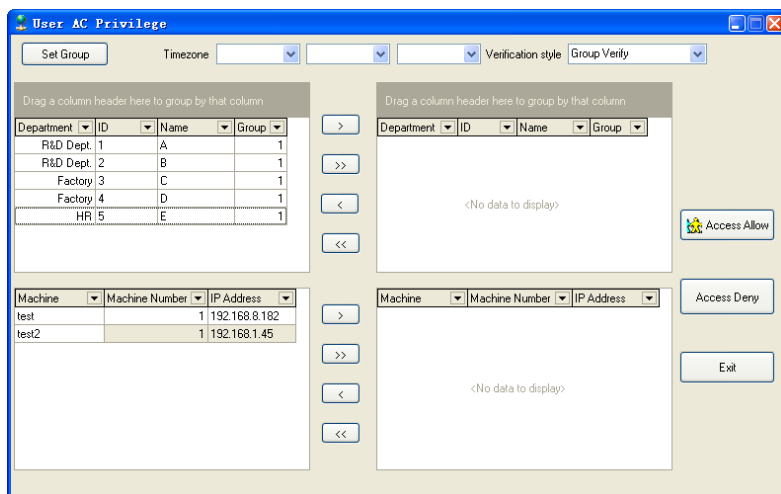 User AC Privilege
Set Group Timezone Verification style Group Verify
Drag a column header here to group by that column Drag a column header here to group by that column
Department ID Name Group > Department ID Name Group
R&D Dept. 1 A 1
R&D Dept. 2 B 1 >>
Factory 3 C 1
Factory 4 D 1 < <No data to display>
HR 5 E 1 Access Allow
<<
Machine Machine Number IP Address Machine Machine Number IP Address Access Deny
test 1 192.168.8.182 >
test2 1 192.168.1.45
>>
Exit
< <No data to display>
<<